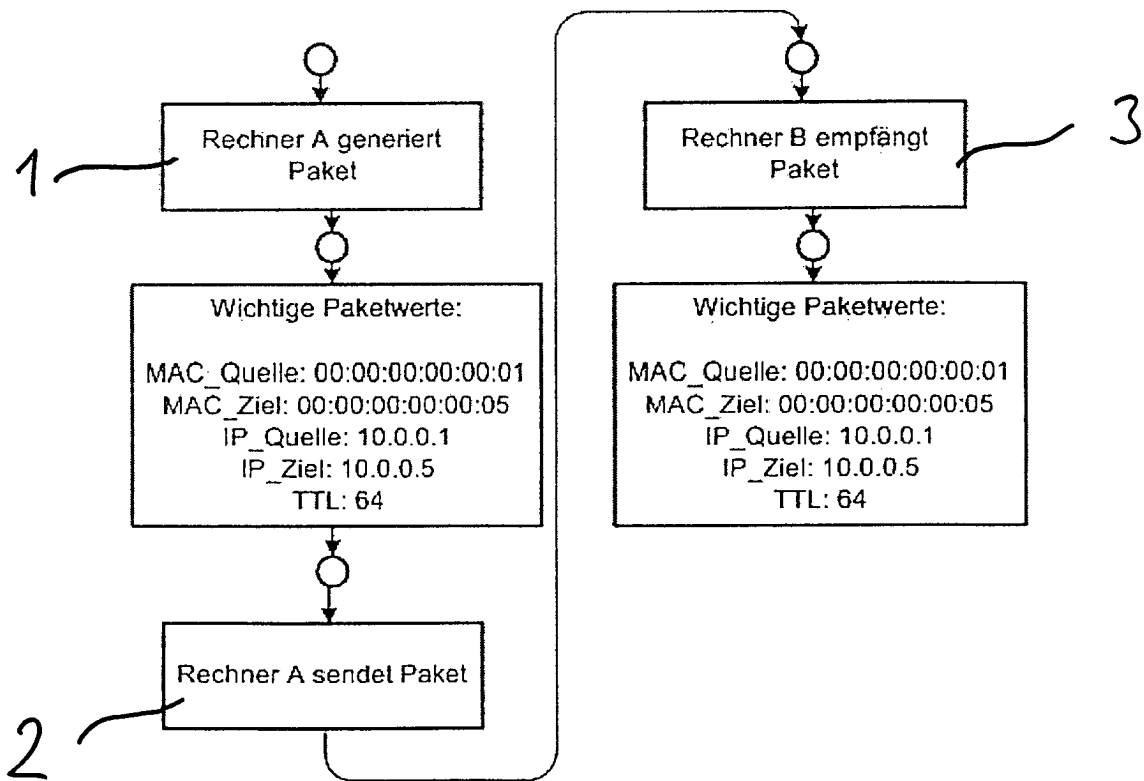 1
Rechner A generiert
Paket
Wichtige Paketwerte:
MAC_Quelle: 00:00:00:00:00:01
MAC_Ziel: 00:00:00:00:00:05
IP_Quelle: 10.0.0.1
IP_Ziel: 10.0.0.5
TTL: 64
2
Rechner A sendet Paket
3
Rechner B empfängt
Paket
Wichtige Paketwerte:
MAC_Quelle: 00:00:00:00:00:01
MAC_Ziel: 00:00:00:00:00:05
IP_Quelle: 10.0.0.1
IP_Ziel: 10.0.0.5
TTL: 64